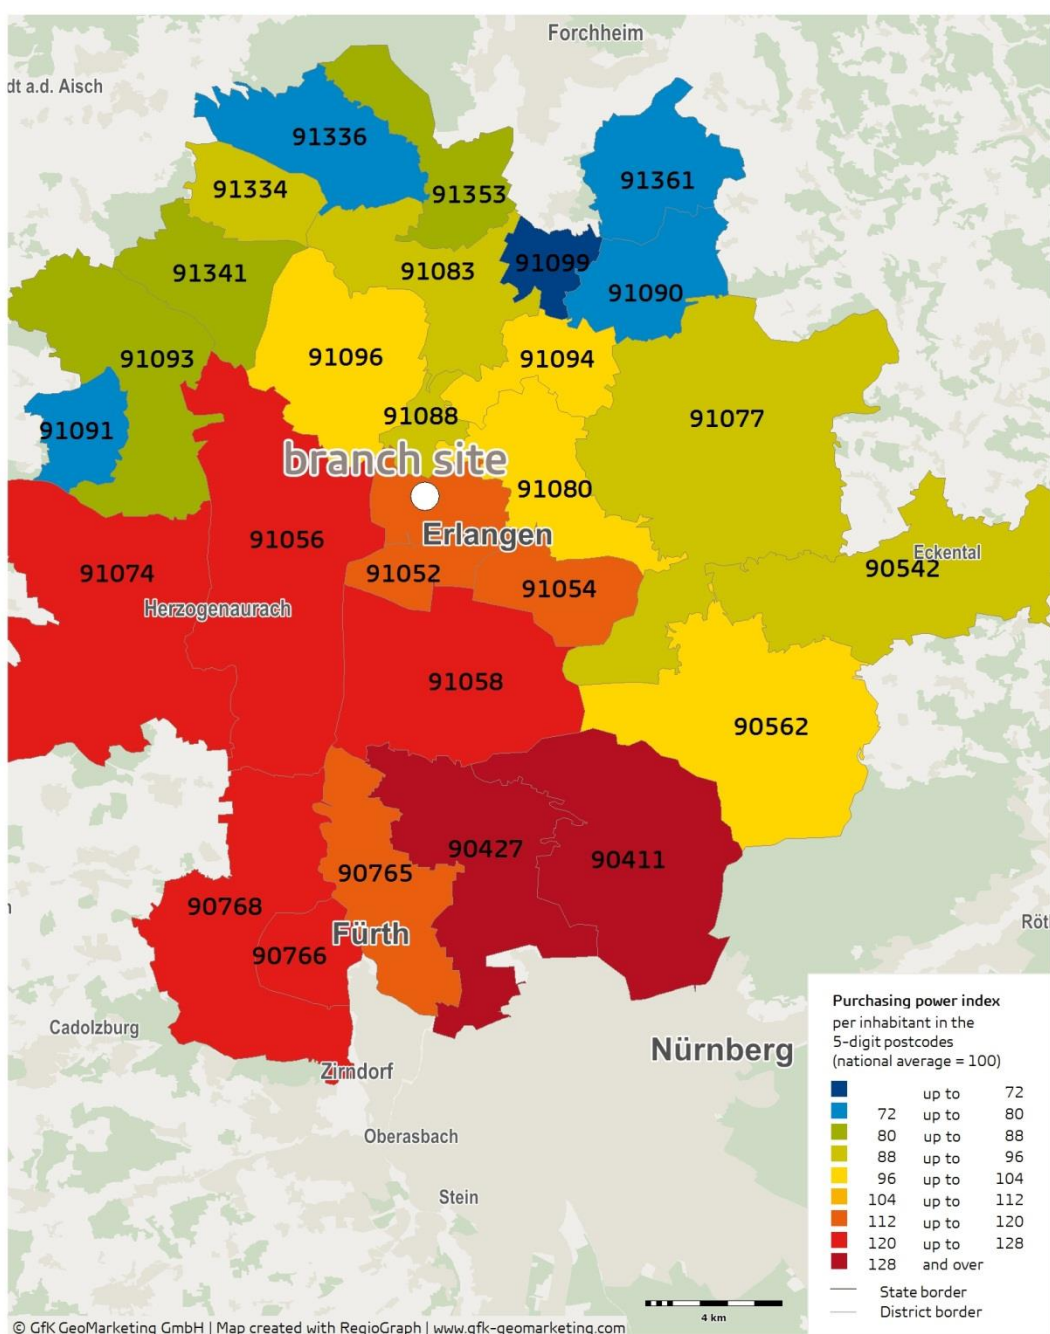 Forchheim
dt a.d. Aisch
91336
91334
91353
91361
91341
91083
91099
91090
91093
91096
91094
91091
91088
91077
branch site
91080
91056
Erlangen
91074
91052
91054
90542
Eckental
Herzogenaurach
91058
90562
90765
90427
90411
90768
Fürth
90766
Röt
Cadolzburg
Nürnberg
Zirndorf
Oberasbach
Stein
Purchasing power index
per inhabitant in the
5-digit postcodes
(national average = 100)
up to 72
72 up to 80
80 up to 88
88 up to 96
96 up to 104
104 up to 112
112 up to 120
120 up to 128
128 and over
State border
District border
4 km
© GfK GeoMarketing GmbH | Map created with RegioGraph | www.gfk-geomarketing.com